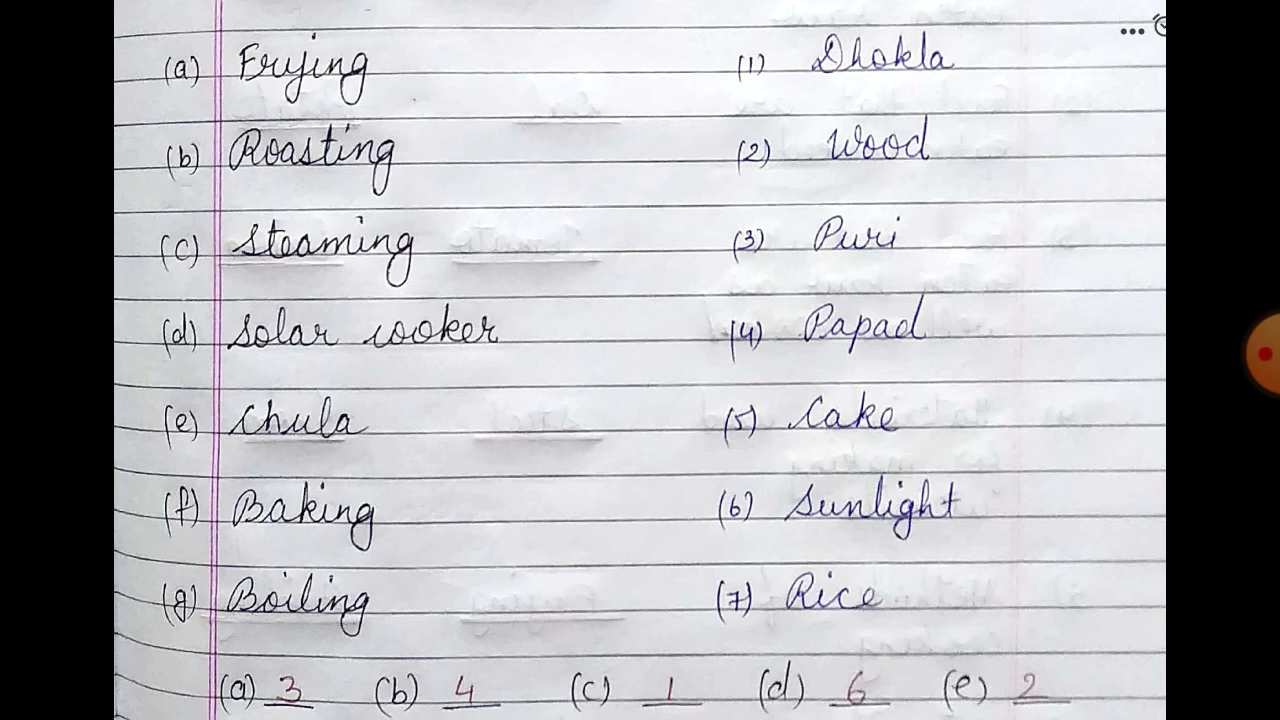 (a) Frying (1) Dhokla
(b) Roasting (2) Wood
(c) Steaming (3) Puri
(d) Solar cooker (4) Papad
(e) Chula (5) Cake
(f) Baking (6) Sunlight
(g) Boiling (7) Rice
(a) 3 (b) 4 (c) 1 (d) 6 (e) 2